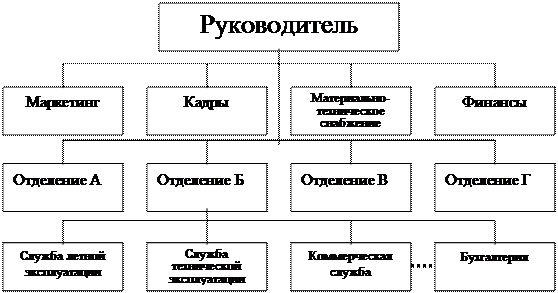 Руководитель
Маркетинг
Кадры
Материально-
техническое
снабжение
Финансы
Отделение А
Отделение Б
Отделение В
Отделение Г
Служба летной
эксплуатации
Служба
технической
эксплуатации
Коммерческая
служба
....
Бухгалтерия